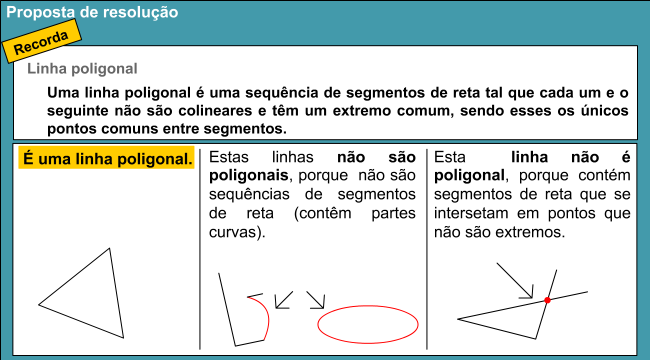 Proposta de resolução
Recorda
Linha poligonal
Uma linha poligonal é uma sequência de segmentos de reta tal que cada um e o
seguinte não são colineares e têm um extremo comum, sendo esses os únicos
pontos comuns entre segmentos.
É uma linha poligonal.
Estas linhas não são
poligonais, porque não são
sequências de segmentos
de reta (contêm partes
curvas).
Esta linha não é
poligonal, porque contém
segmentos de reta que se
intersetam em pontos que
não são extremos.